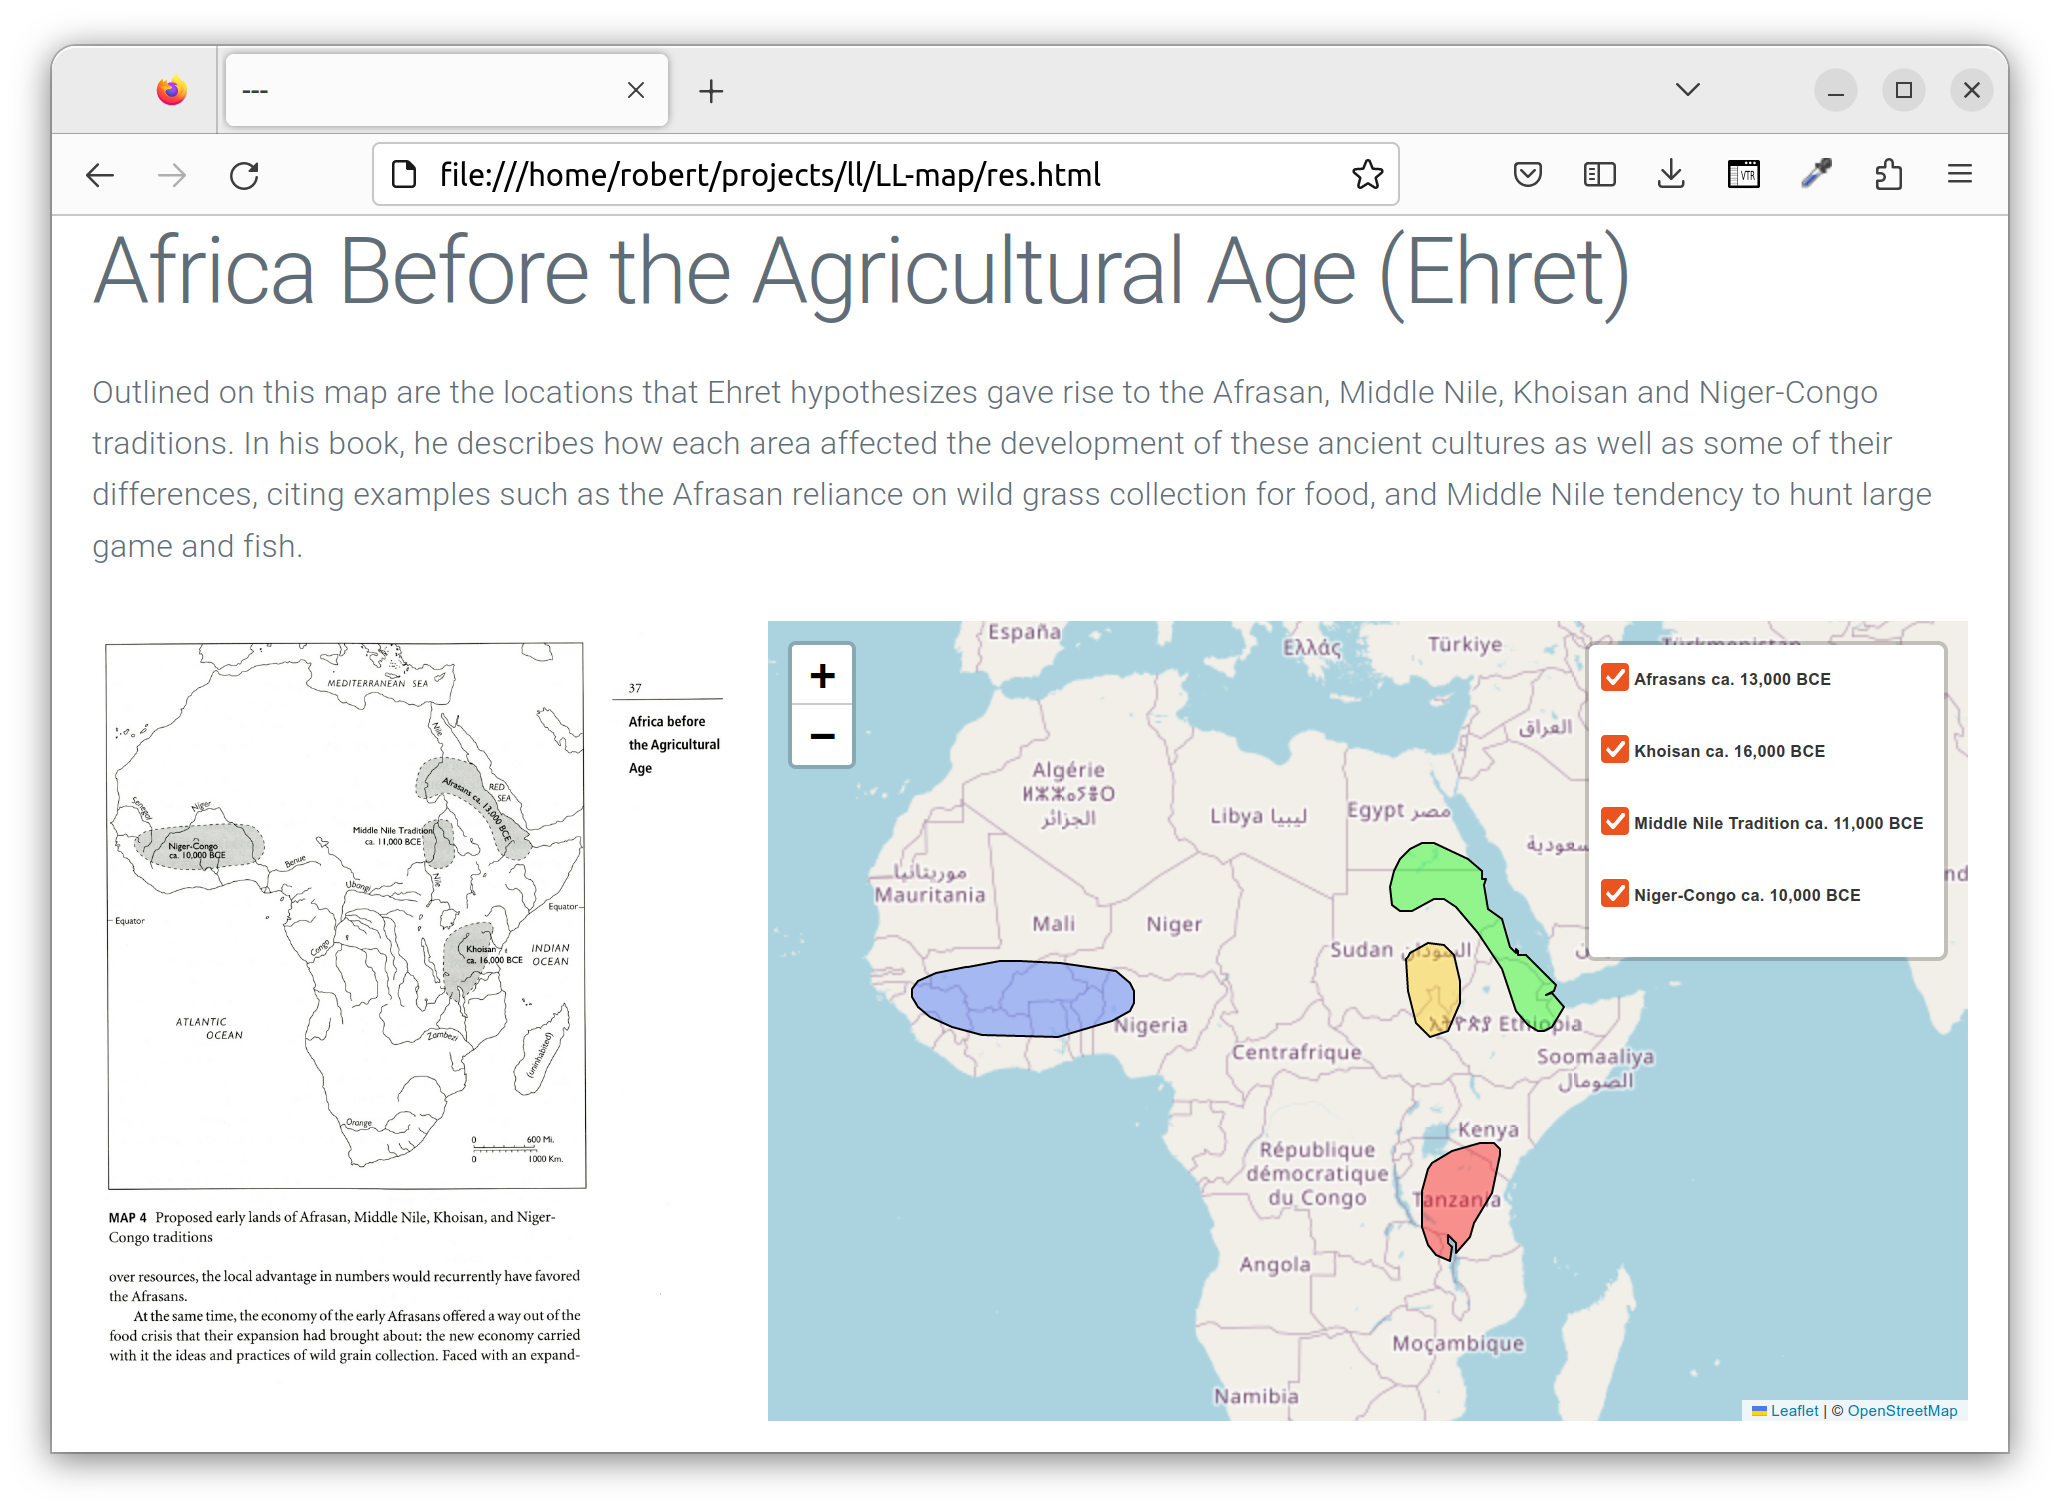 ---
file:///home/robert/projects/ll/LL-map/res.html
VTR
Africa Before the Agricultural Age (Ehret)
Outlined on this map are the locations that Ehret hypothesizes gave rise to the Afrasan, Middle Nile, Khoisan and Niger-Congo
traditions. In his book, he describes how each area affected the development of these ancient cultures as well as some of their
differences, citing examples such as the Afrasan reliance on wild grass collection for food, and Middle Nile tendency to hunt large
game and fish.
MEDITERRANEAN SEA
Nile
Afrasans ca. 13,000 BCE
RED
SEA
Senegal
Niger
Middle Nile Tradition
ca. 11,000 BCE
Niger-Congo
ca. 10,000 BCE
Benue
Ubangi
Nile
Equator
Equator
Congo
Khoisan
ca. 16,000 BCE
INDIAN
OCEAN
ATLANTIC
OCEAN
Zambezi
(uninhabited)
Orange
0 600 Mi.
0 1000 Km.
37
Africa before
the Agricultural
Age
MAP 4 Proposed early lands of Afrasan, Middle Nile, Khoisan, and Niger-
Congo traditions
over resources, the local advantage in numbers would recurrently have favored
the Afrasans.
At the same time, the economy of the early Afrasans offered a way out of the
food crisis that their expansion had brought about: the new economy carried
with it the ideas and practices of wild grain collection. Faced with an expand-
+
−
España
Ελλάς
Türkiye
Türkmenistan
العراق
Algérie
ⵍⵣⵣⴰⵢⴻⵔ
الجزائر
Libya ليبيا
Egypt مصر
موريتانيا
Mauritania
Mali
Niger
Sudan السودان
Nigeria
ኢትዮጵያ Ethiopia
Centrafrique
Soomaaliya
الصومال
Kenya
République
démocratique
du Congo
Tanzania
Angola
Moçambique
Namibia
Afrasans ca. 13,000 BCE
Khoisan ca. 16,000 BCE
Middle Nile Tradition ca. 11,000 BCE
Niger-Congo ca. 10,000 BCE
Leaflet | © OpenStreetMap